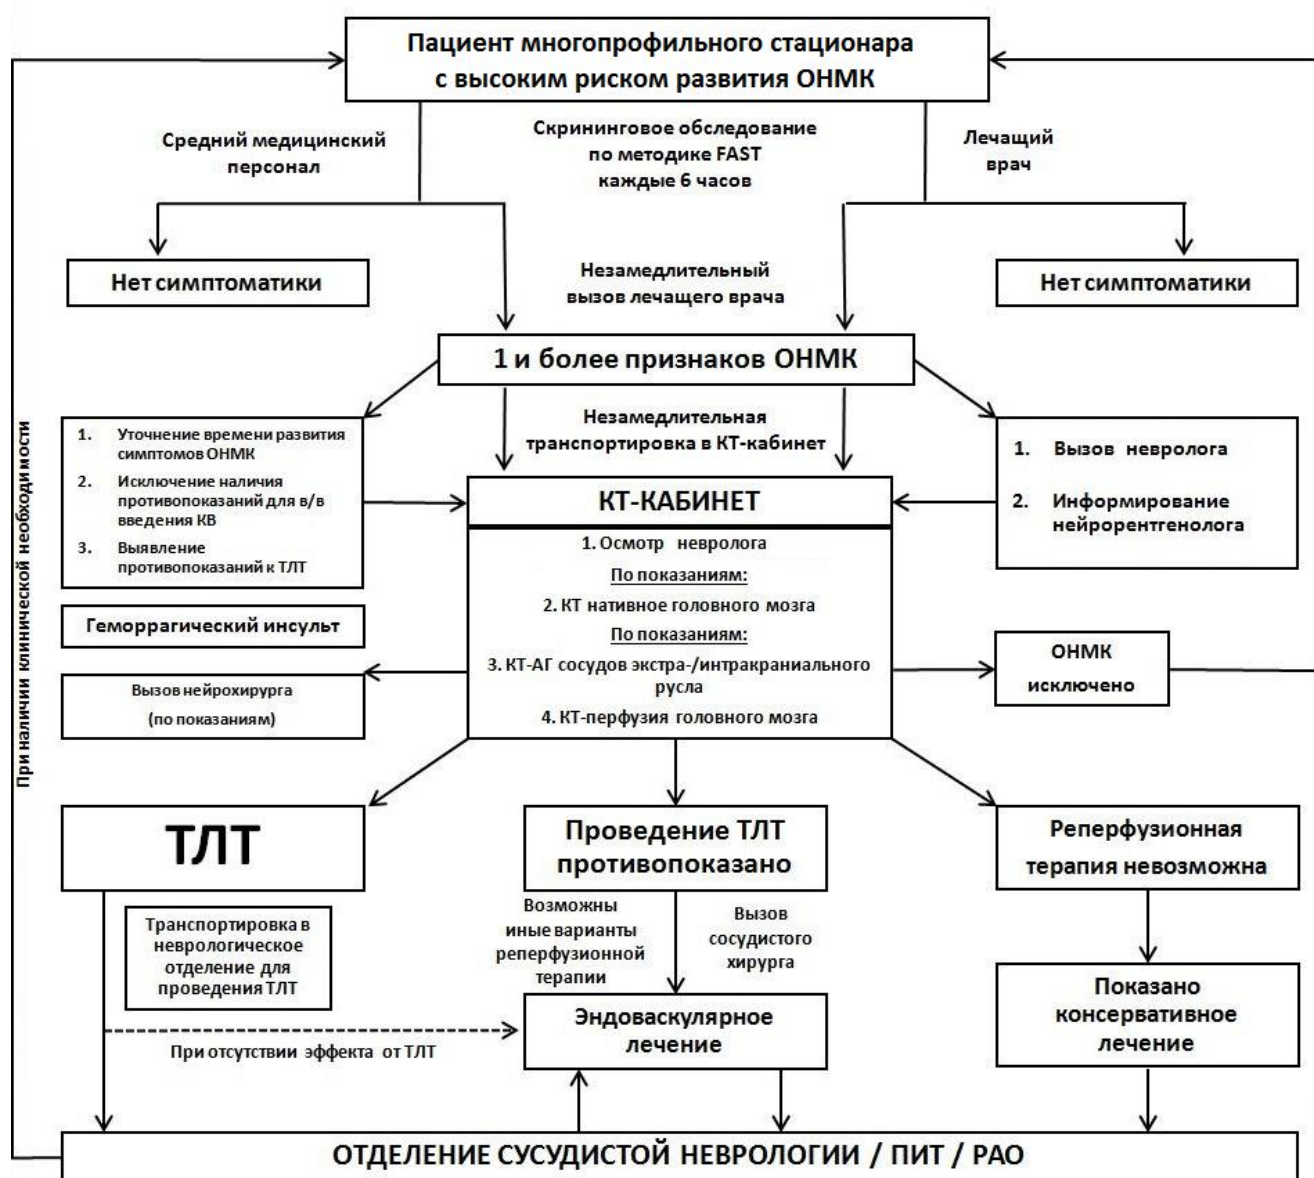 Пациент многопрофильного стационара
с высоким риском развития ОНМК
Средний медицинский
персонал
Скрининговое обследование
по методике FAST
каждые 6 часов
Лечащий
врач
Нет симптоматики
Незамедлительный
вызов лечащего врача
Нет симптоматики
1 и более признаков ОНМК
Незамедлительная
транспортировка в КТ-кабинет
1. Уточнение времени развития
симптомов ОНМК
2. Исключение наличия
противопоказаний для в/в
введения КВ
3. Выявление
противопоказаний к ТЛТ
КТ-КАБИНЕТ
1. Осмотр невролога
По показаниям:
2. КТ нативное головного мозга
По показаниям:
3. КТ-АГ сосудов экстра-/интракраниального
русла
4. КТ-перфузия головного мозга
1. Вызов невролога
2. Информирование
нейрорентгенолога
Геморрагический инсульт
Вызов нейрохирурга
(по показаниям)
ОНМК
исключено
При наличии клинической необходимости
ТЛТ
Проведение ТЛТ
противопоказано
Реперфузионная
терапия невозможна
Транспортировка в
неврологическое
отделение для
проведения ТЛТ
Возможны
иные варианты
реперфузионной
терапии
Вызов
сосудистого
хирурга
При отсутствии эффекта от ТЛТ
Эндоваскулярное
лечение
Показано
консервативное
лечение
ОТДЕЛЕНИЕ СУСУДИСТОЙ НЕВРОЛОГИИ / ПИТ / РАО